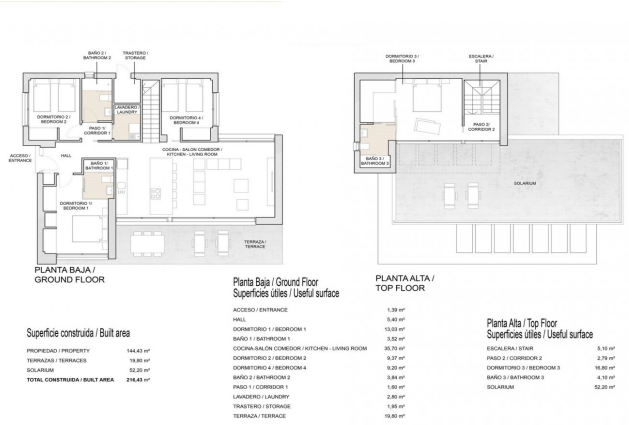 BAÑO 2 /
BATHROOM 2
TRASTERO /
STORAGE
DORMITORIO 2 /
BEDROOM 2
LAVADERO /
LAUNDRY
DORMITORIO 4 /
BEDROOM 4
PASO 1/
CORRIDOR 1
ACCESO /
ENTRANCE
HALL
BAÑO 1/
BATHROOM 1
COCINA - SALÓN COMEDOR /
KITCHEN - LIVING ROOM
DORMITORIO 1/
BEDROOM 1
TERRAZA /
TERRACE
PLANTA BAJA /
GROUND FLOOR
DORMITORIO 3 /
BEDROOM 3
ESCALERA /
STAIR
PASO 2/
CORRIDOR 2
BAÑO 3 /
BATHROOM 3
SOLARIUM
PLANTA ALTA /
TOP FLOOR
Superficie construida / Built area
PROPIEDAD / PROPERTY 144,43 m²
TERRAZAS / TERRACES 19,80 m²
SOLARIUM 52,20 m²
TOTAL CONSTRUIDA / BUILT AREA 216,43 m²
Planta Baja / Ground Floor
Superficies útiles / Useful surface
ACCESO / ENTRANCE 1,39 m²
HALL 5,40 m²
DORMITORIO 1 / BEDROOM 1 13,03 m²
BAÑO 1 / BATHROOM 1 3,52 m²
COCINA-SALÓN COMEDOR / KITCHEN - LIVING ROOM 35,70 m²
DORMITORIO 2 / BEDROOM 2 9,37 m²
DORMITORIO 4 / BEDROOM 4 9,20 m²
BAÑO 2 / BATHROOM 2 3,84 m²
PASO 1 / CORRIDOR 1 1,60 m²
LAVADERO / LAUNDRY 2,80 m²
TRASTERO / STORAGE 1,95 m²
TERRAZA / TERRACE 19,80 m²
Planta Alta / Top Floor
Superficies útiles / Useful surface
ESCALERA / STAIR 5,10 m²
PASO 2 / CORRIDOR 2 2,79 m²
DORMITORIO 3 / BEDROOM 3 16,80 m²
BAÑO 3 / BATHROOM 3 4,10 m²
SOLARIUM 52,20 m²